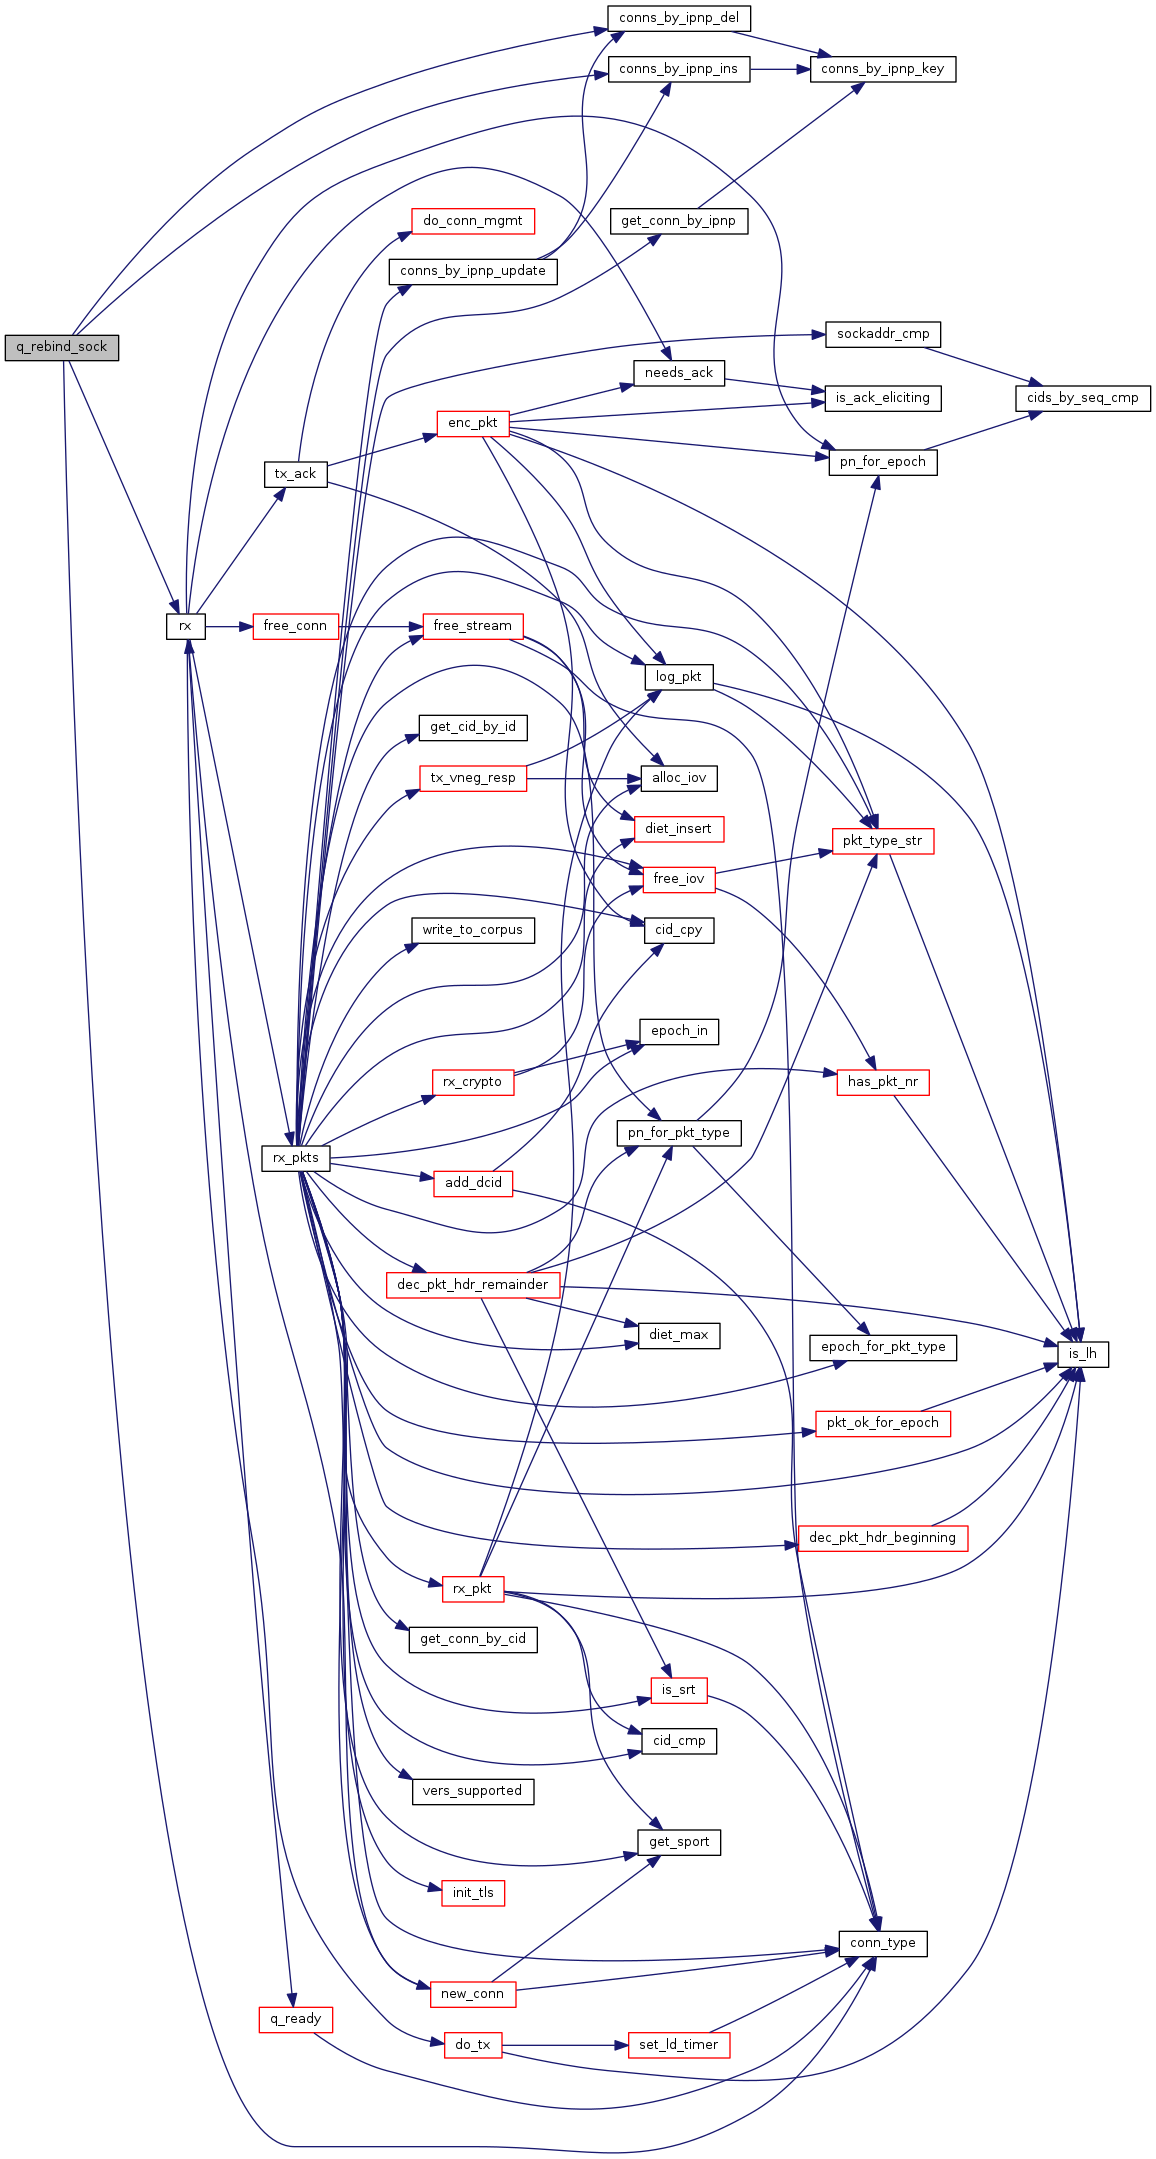 conns_by_ipnp_del
conns_by_ipnp_ins
conns_by_ipnp_key
do_conn_mgmt
get_conn_by_ipnp
conns_by_ipnp_update
q_rebind_sock
sockaddr_cmp
needs_ack
is_ack_eliciting
cids_by_seq_cmp
enc_pkt
pn_for_epoch
tx_ack
rx
free_conn
free_stream
log_pkt
get_cid_by_id
tx_vneg_resp
alloc_iov
diet_insert
pkt_type_str
free_iov
write_to_corpus
cid_cpy
epoch_in
rx_crypto
has_pkt_nr
pn_for_pkt_type
rx_pkts
add_dcid
dec_pkt_hdr_remainder
diet_max
epoch_for_pkt_type
is_lh
pkt_ok_for_epoch
dec_pkt_hdr_beginning
rx_pkt
get_conn_by_cid
is_srt
cid_cmp
vers_supported
get_sport
init_tls
conn_type
new_conn
q_ready
do_tx
set_ld_timer